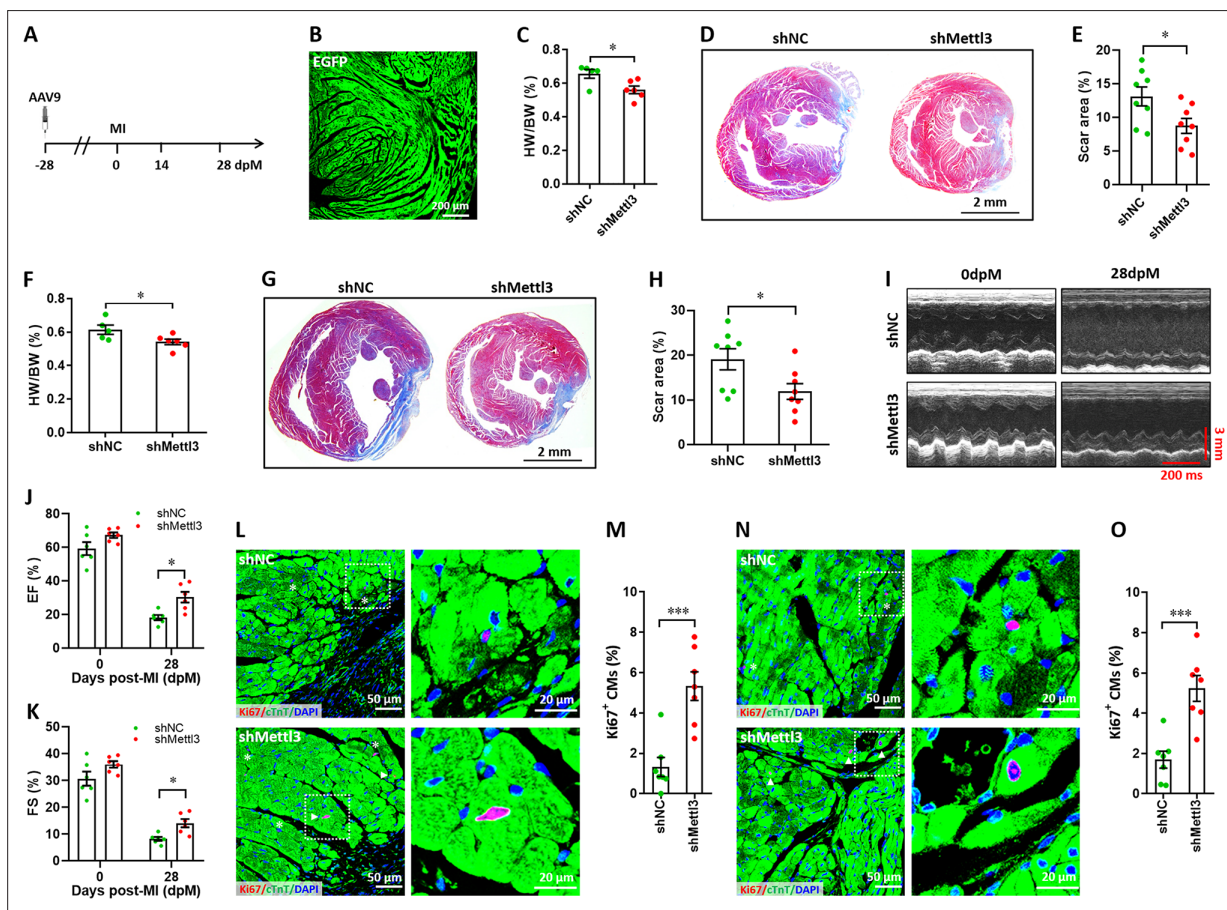 A
AAV9
MI
-28
0
14
28 dpM
B
EGFP
200 µm
C
*
HW/BW (%)
0.8
0.6
0.4
0.2
0.0
shNC
shMettl3
D
shNC
shMettl3
2 mm
E
*
Scar area (%)
20
15
10
5
0
shNC
shMettl3
F
*
HW/BW (%)
0.8
0.6
0.4
0.2
0.0
shNC
shMettl3
G
shNC
shMettl3
2 mm
H
*
Scar area (%)
30
20
10
0
shNC
shMettl3
I
0dpM
28dpM
shNC
shMettl3
3 mm
200 ms
J
shNC
shMettl3
*
EF (%)
80
60
40
20
0
0
28
Days post-MI (dpM)
K
shNC
shMettl3
*
FS (%)
50
40
30
20
10
0
0
28
Days post-MI (dpM)
L
shNC
*
*
Ki67/cTnT/DAPI
50 µm
20 µm
shMettl3
*
*
*
Ki67/cTnT/DAPI
50 µm
20 µm
M
***
Ki67+ CMs (%)
10
8
6
4
2
0
shNC
shMettl3
N
shNC
*
*
Ki67/cTnT/DAPI
50 µm
20 µm
shMettl3
Ki67/cTnT/DAPI
50 µm
20 µm
O
***
Ki67+ CMs (%)
10
8
6
4
2
0
shNC
shMettl3